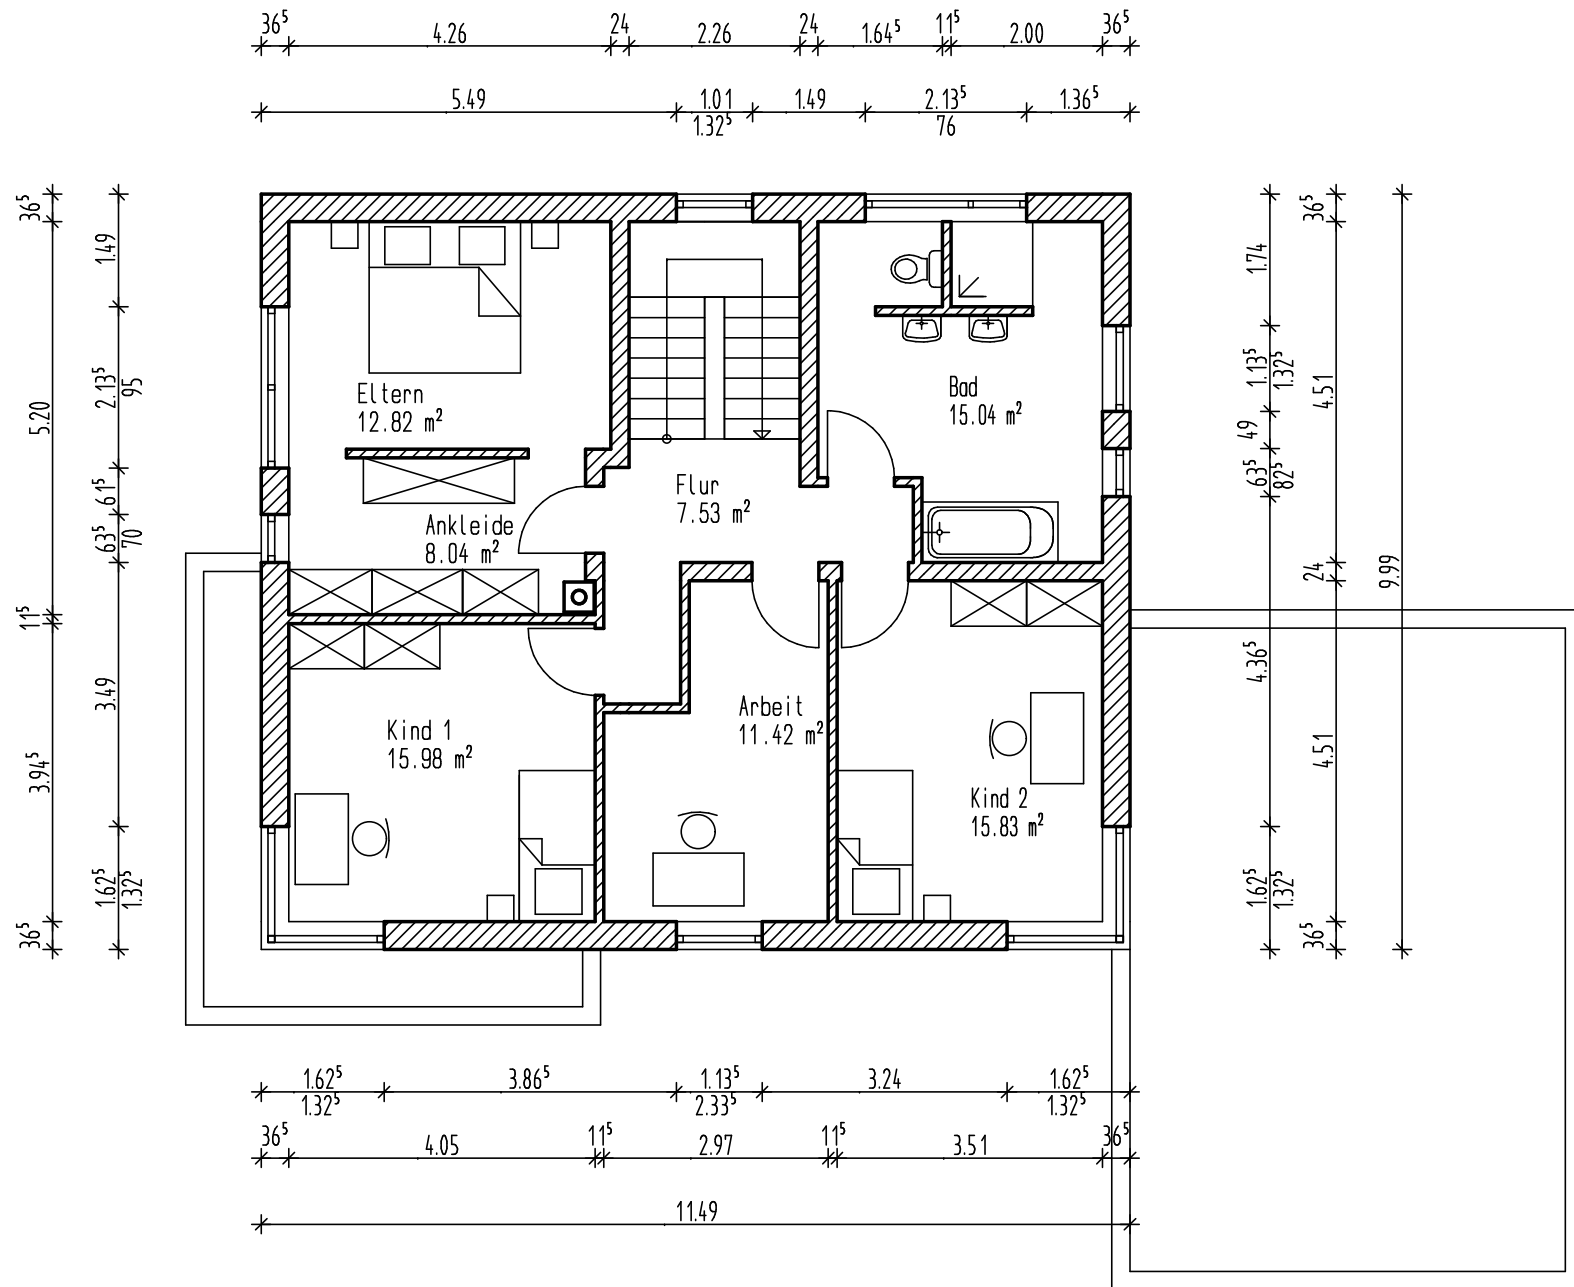 36⁵ 4.26 24 2.26 24 1.64⁵ 11⁵ 2.00 36⁵
5.49 1.01 1.49 2.13⁵ 1.36⁵
1.32⁵ 76
36⁵
5.20
11⁵
3.94⁵
36⁵
1.49
2.13⁵
95
61⁵
63⁵
70
3.49
1.62⁵
1.32⁵
Eltern
12.82 m²
Ankleide
8.04 m²
Flur
7.53 m²
Bad
15.04 m²
Kind 1
15.98 m²
Arbeit
11.42 m²
Kind 2
15.83 m²
1.74
1.13⁵
1.32⁵
49
63⁵
82⁵
4.36⁵
1.62⁵
1.32⁵
36⁵
4.51
24
4.51
36⁵
9.99
1.62⁵ 3.86⁵ 1.13⁵ 3.24 1.62⁵
1.32⁵ 2.33⁵ 1.32⁵
36⁵ 4.05 11⁵ 2.97 11⁵ 3.51 36⁵
11.49